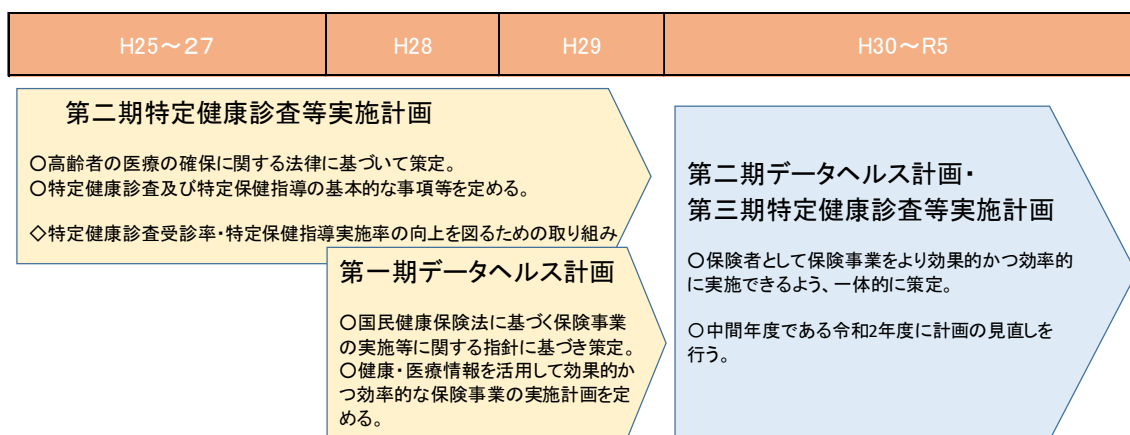 H25～27 H28 H29 H30～R5
第二期特定健康診査等実施計画
○高齢者の医療の確保に関する法律に基づいて策定。
○特定健康診査及び特定保健指導の基本的な事項等を定める。
◇特定健康診査受診率・特定保健指導実施率の向上を図るための取り組み
第一期データヘルス計画
○国民健康保険法に基づく保険事業
の実施等に関する指針に基づき策定。
○健康・医療情報を活用して効果的か
つ効率的な保険事業の実施計画を定
める。
第二期データヘルス計画・
第三期特定健康診査等実施計画
○保険者として保険事業をより効果的かつ効率的
に実施できるよう、一体的に策定。
○中間年度である令和2年度に計画の見直しを
行う。